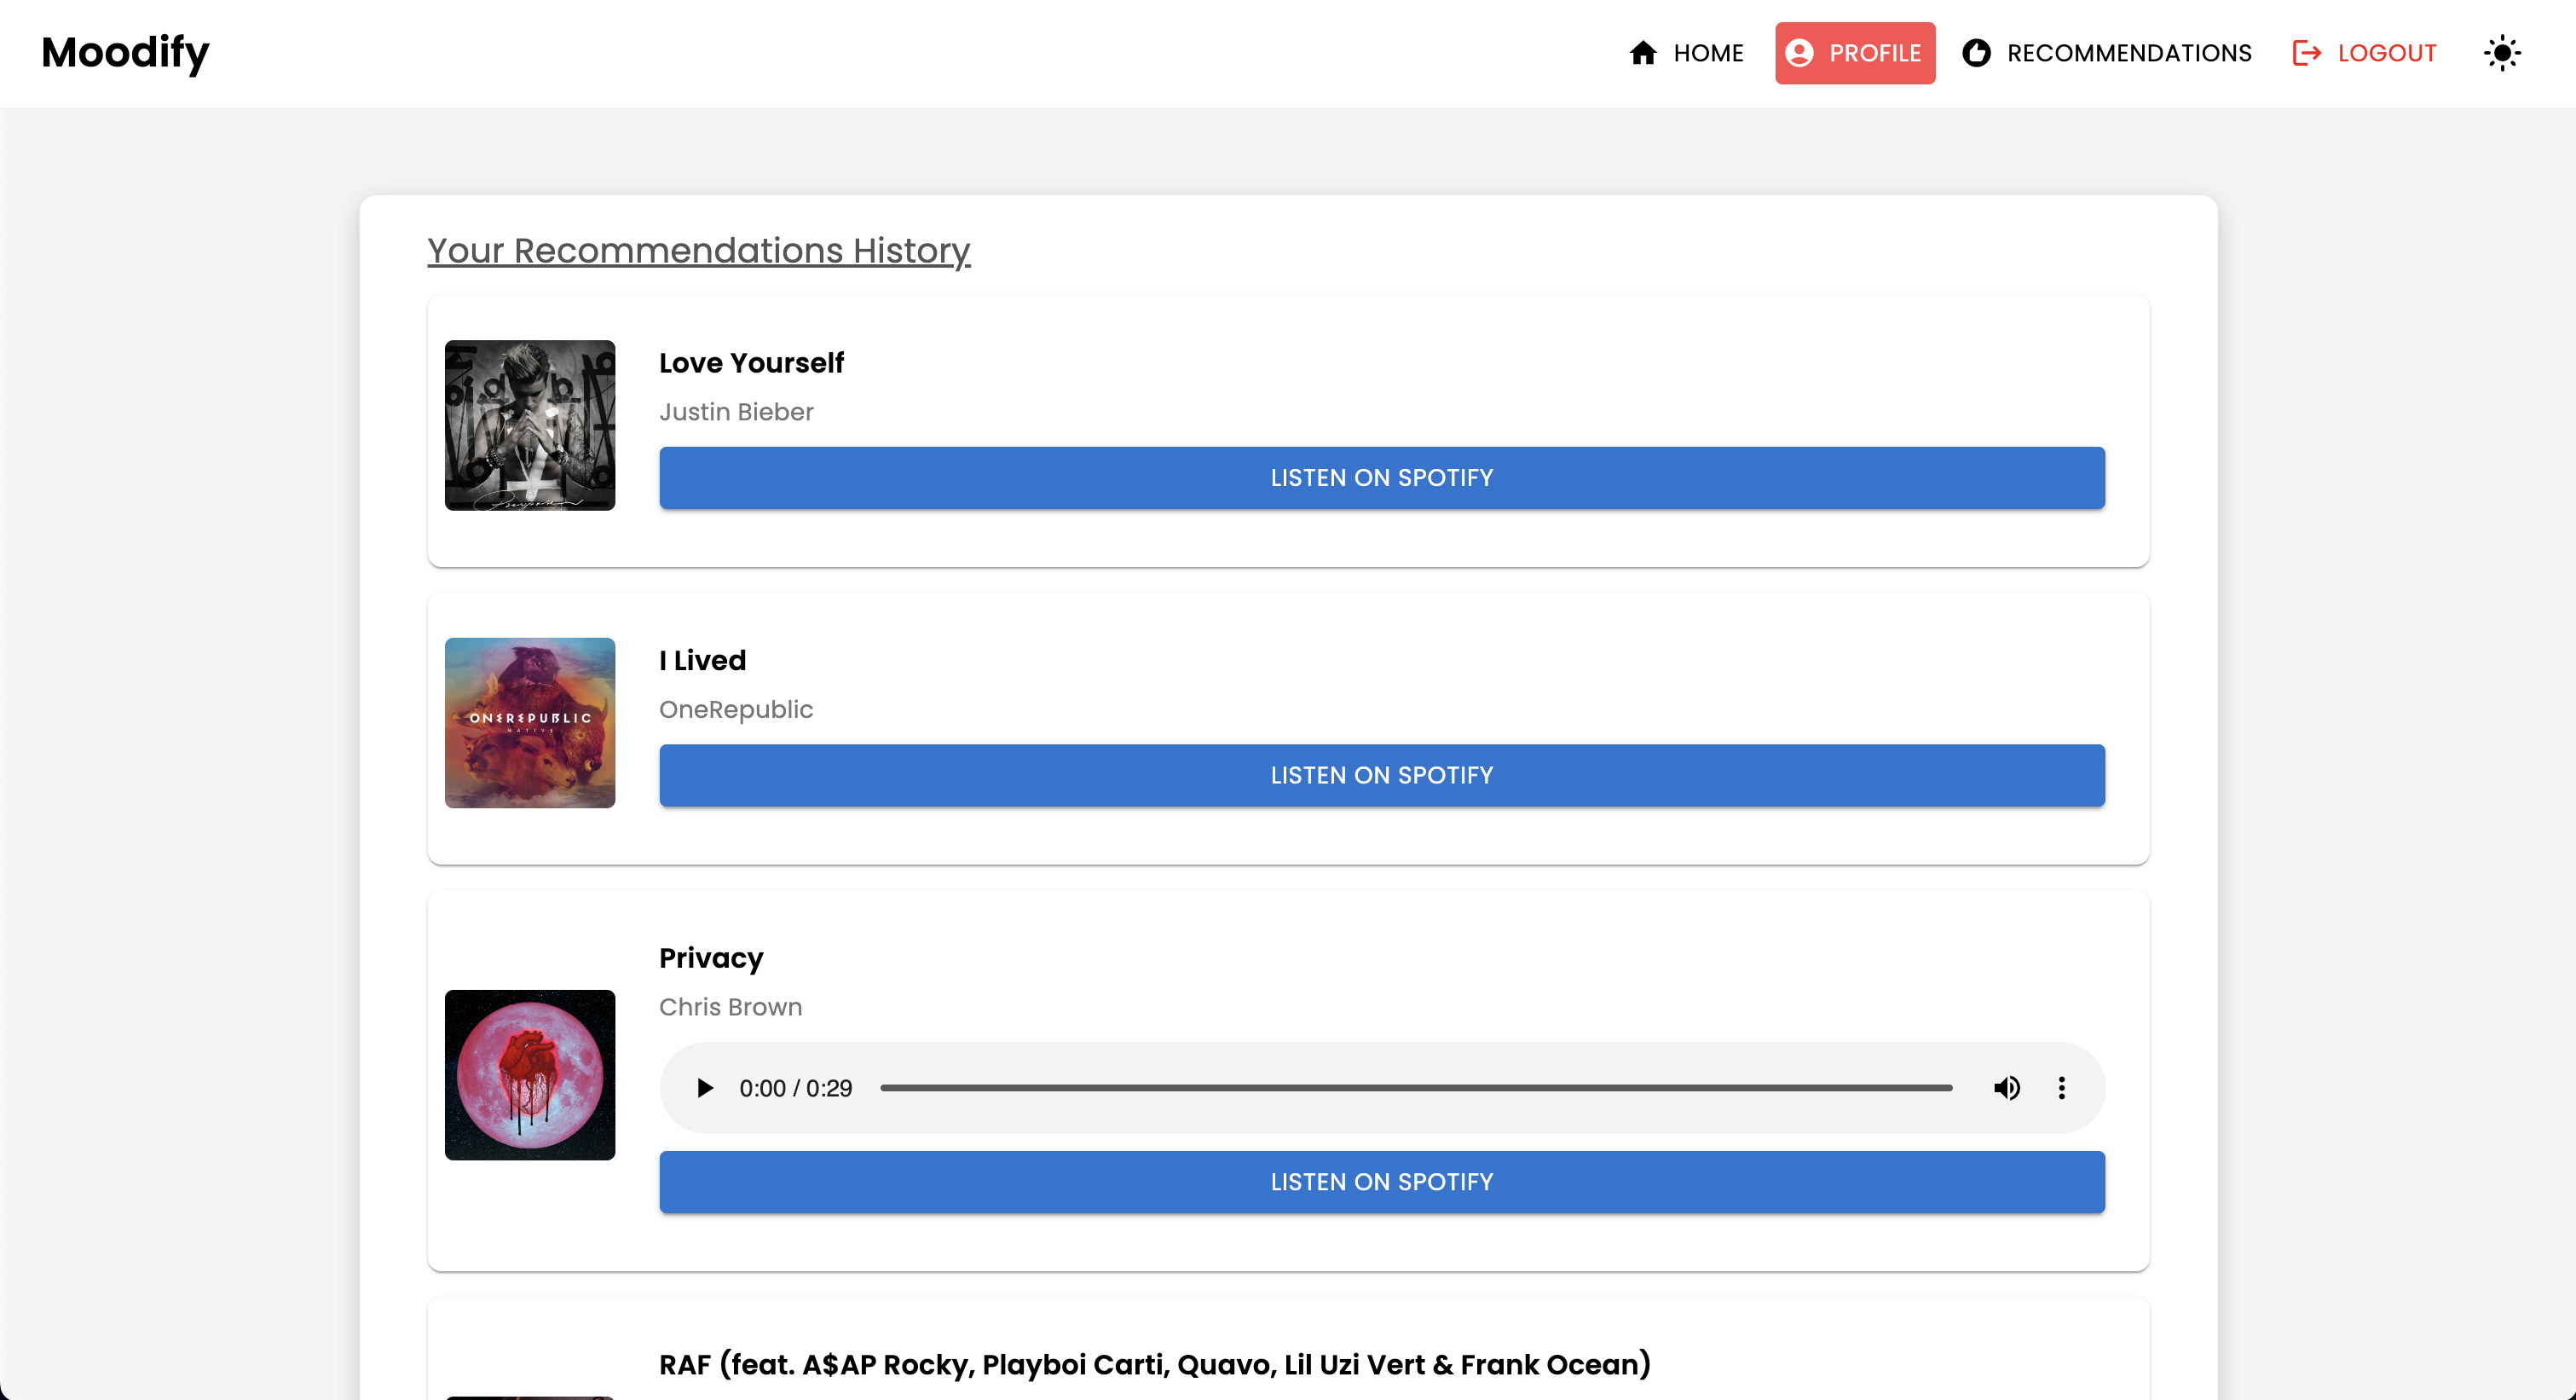 Moodify
HOME
PROFILE
RECOMMENDATIONS
LOGOUT
Your Recommendations History
Love Yourself
Justin Bieber
LISTEN ON SPOTIFY
ONEREPUBLIC
NATIVE
I Lived
OneRepublic
LISTEN ON SPOTIFY
Privacy
Chris Brown
0:00 / 0:29
LISTEN ON SPOTIFY
RAF (feat. A$AP Rocky, Playboi Carti, Quavo, Lil Uzi Vert & Frank Ocean)